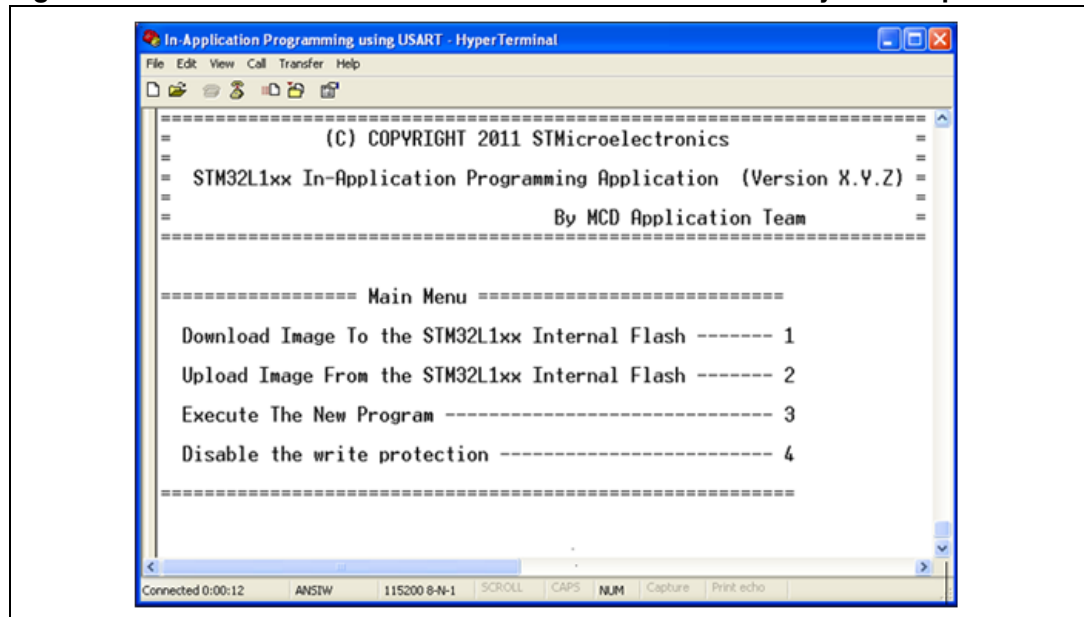 In-Application Programming using USART - HyperTerminal
File Edit View Call Transfer Help
==============================================================================
= (C) COPYRIGHT 2011 STMicroelectronics =
= =
= STM32L1xx In-Application Programming Application (Version X.Y.Z) =
= =
= By MCD Application Team =
==============================================================================
================== Main Menu ============================
Download Image To the STM32L1xx Internal Flash ------- 1
Upload Image From the STM32L1xx Internal Flash ------- 2
Execute The New Program ------------------------------ 3
Disable the write protection ------------------------- 4
==========================================================
Connected 0:00:12 ANSIW 115200 8-N-1 SCROLL CAPS NUM Capture Print echo